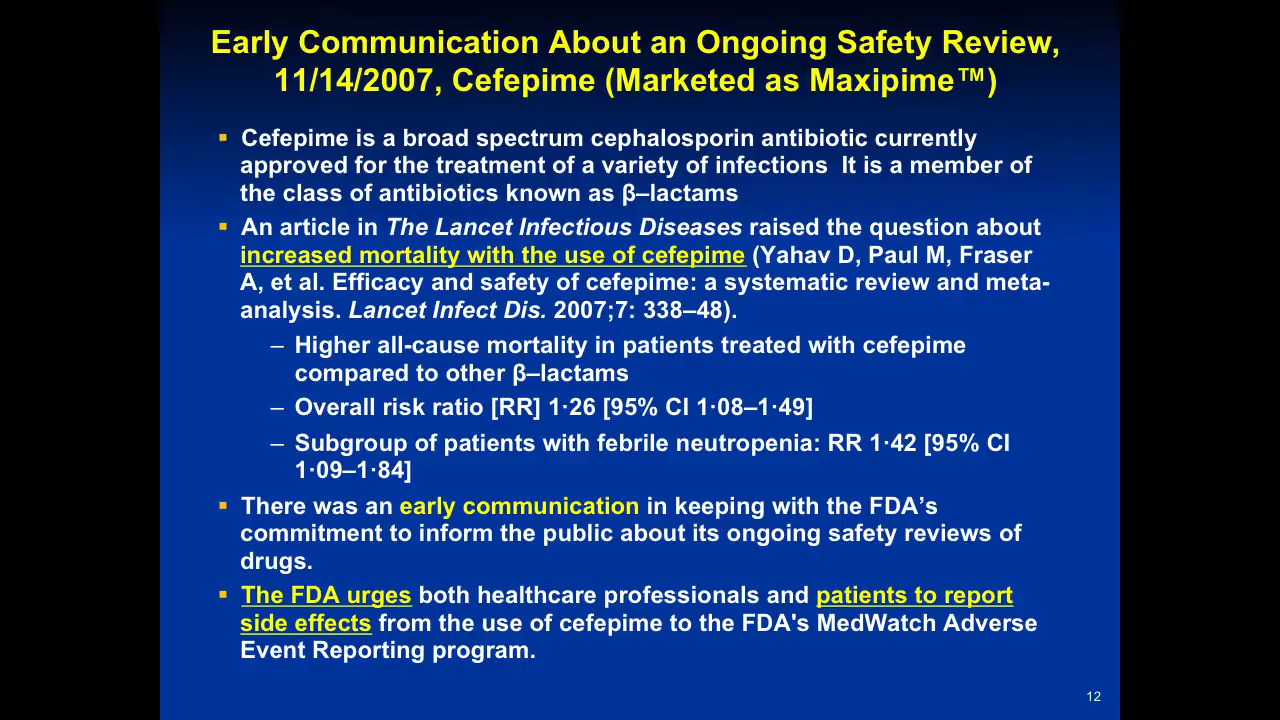 Early Communication About an Ongoing Safety Review,
11/14/2007, Cefepime (Marketed as Maxipime™)
▪ Cefepime is a broad spectrum cephalosporin antibiotic currently
approved for the treatment of a variety of infections  It is a member of
the class of antibiotics known as β–lactams
▪ An article in The Lancet Infectious Diseases raised the question about
increased mortality with the use of cefepime (Yahav D, Paul M, Fraser
A, et al. Efficacy and safety of cefepime: a systematic review and meta-
analysis. Lancet Infect Dis. 2007;7: 338–48).
– Higher all-cause mortality in patients treated with cefepime
compared to other β–lactams
– Overall risk ratio [RR] 1·26 [95% CI 1·08–1·49]
– Subgroup of patients with febrile neutropenia: RR 1·42 [95% CI
1·09–1·84]
▪ There was an early communication in keeping with the FDA’s
commitment to inform the public about its ongoing safety reviews of
drugs.
▪ The FDA urges both healthcare professionals and patients to report
side effects from the use of cefepime to the FDA's MedWatch Adverse
Event Reporting program.
12